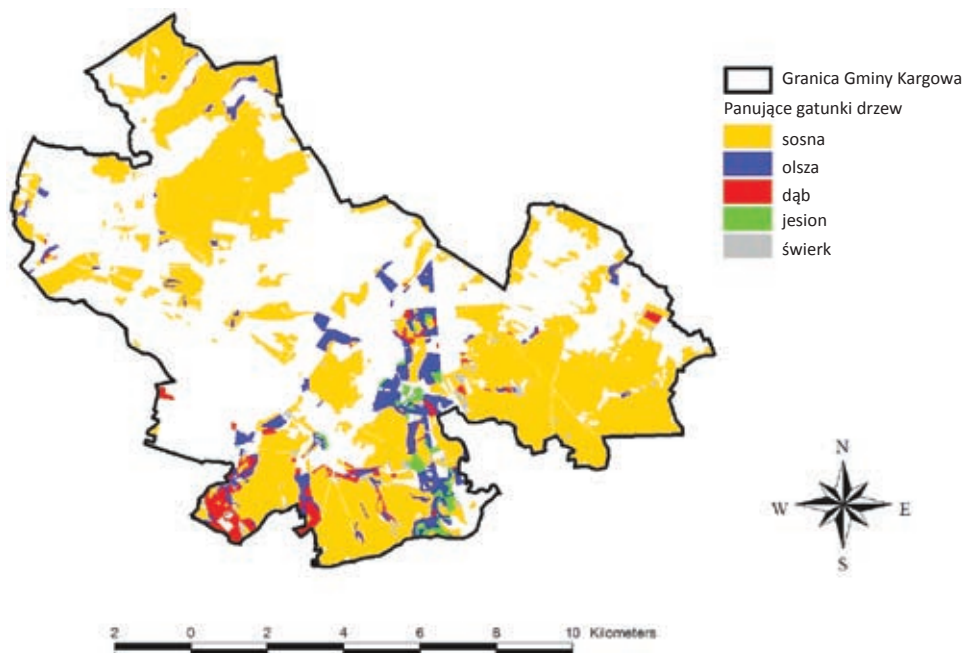 Granica Gminy Kargowa
Panujące gatunki drzew
sosna
olsza
dąb
jesion
świerk
N
W E
S
2 0 2 4 6 8 10 Kilometers